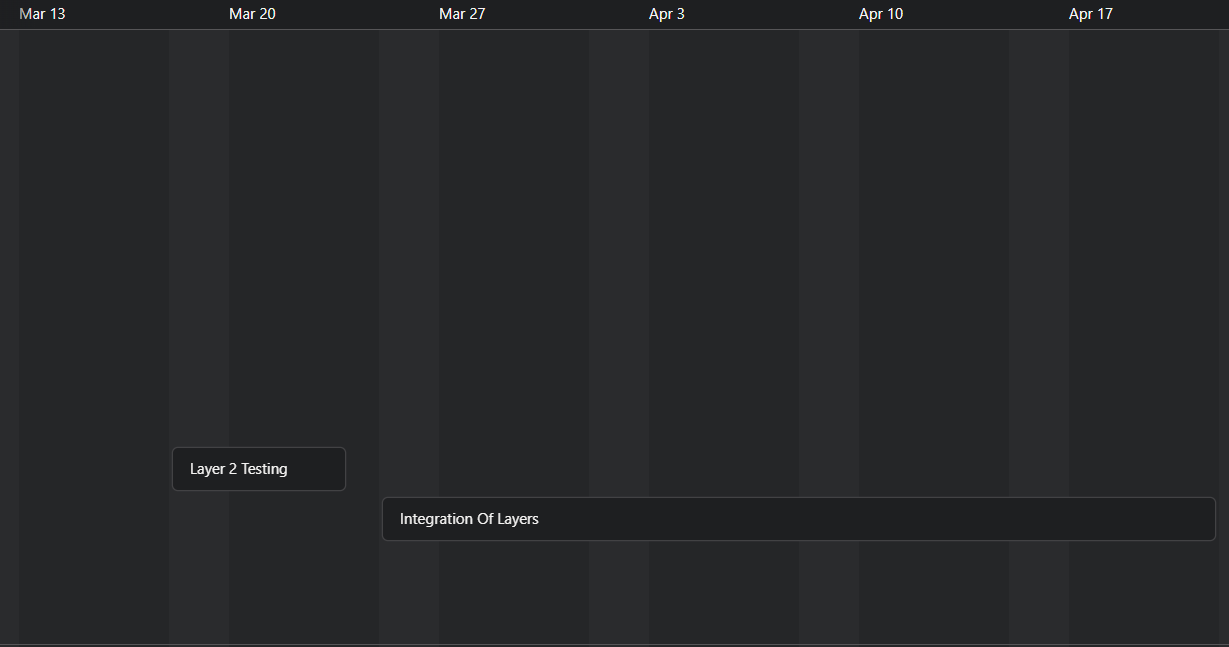 Mar 13 Mar 20 Mar 27 Apr 3 Apr 10 Apr 17
Layer 2 Testing
Integration Of Layers